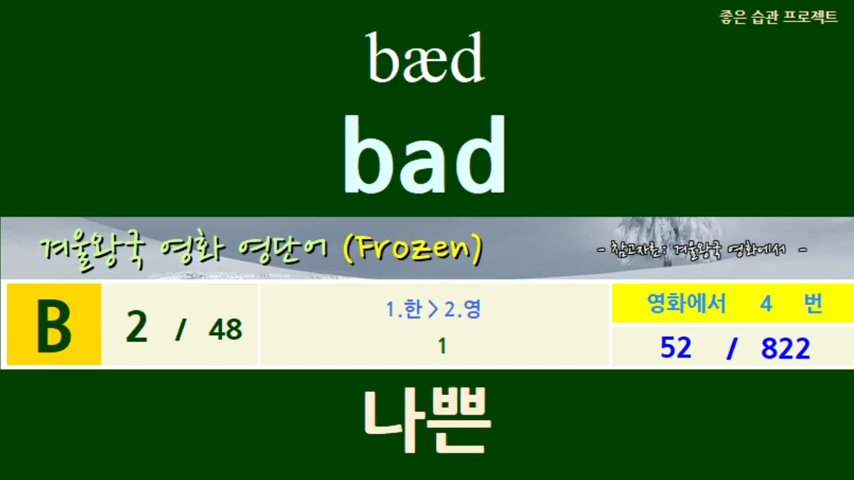 좋은 습관 프로젝트
bæd
bad
겨울왕국 영화 영단어 (Frozen)
- 참고자료: 겨울왕국 영화에서 -
B
2 / 48
1.한 > 2.영
1
영화에서 4 번
52 / 822
나쁜